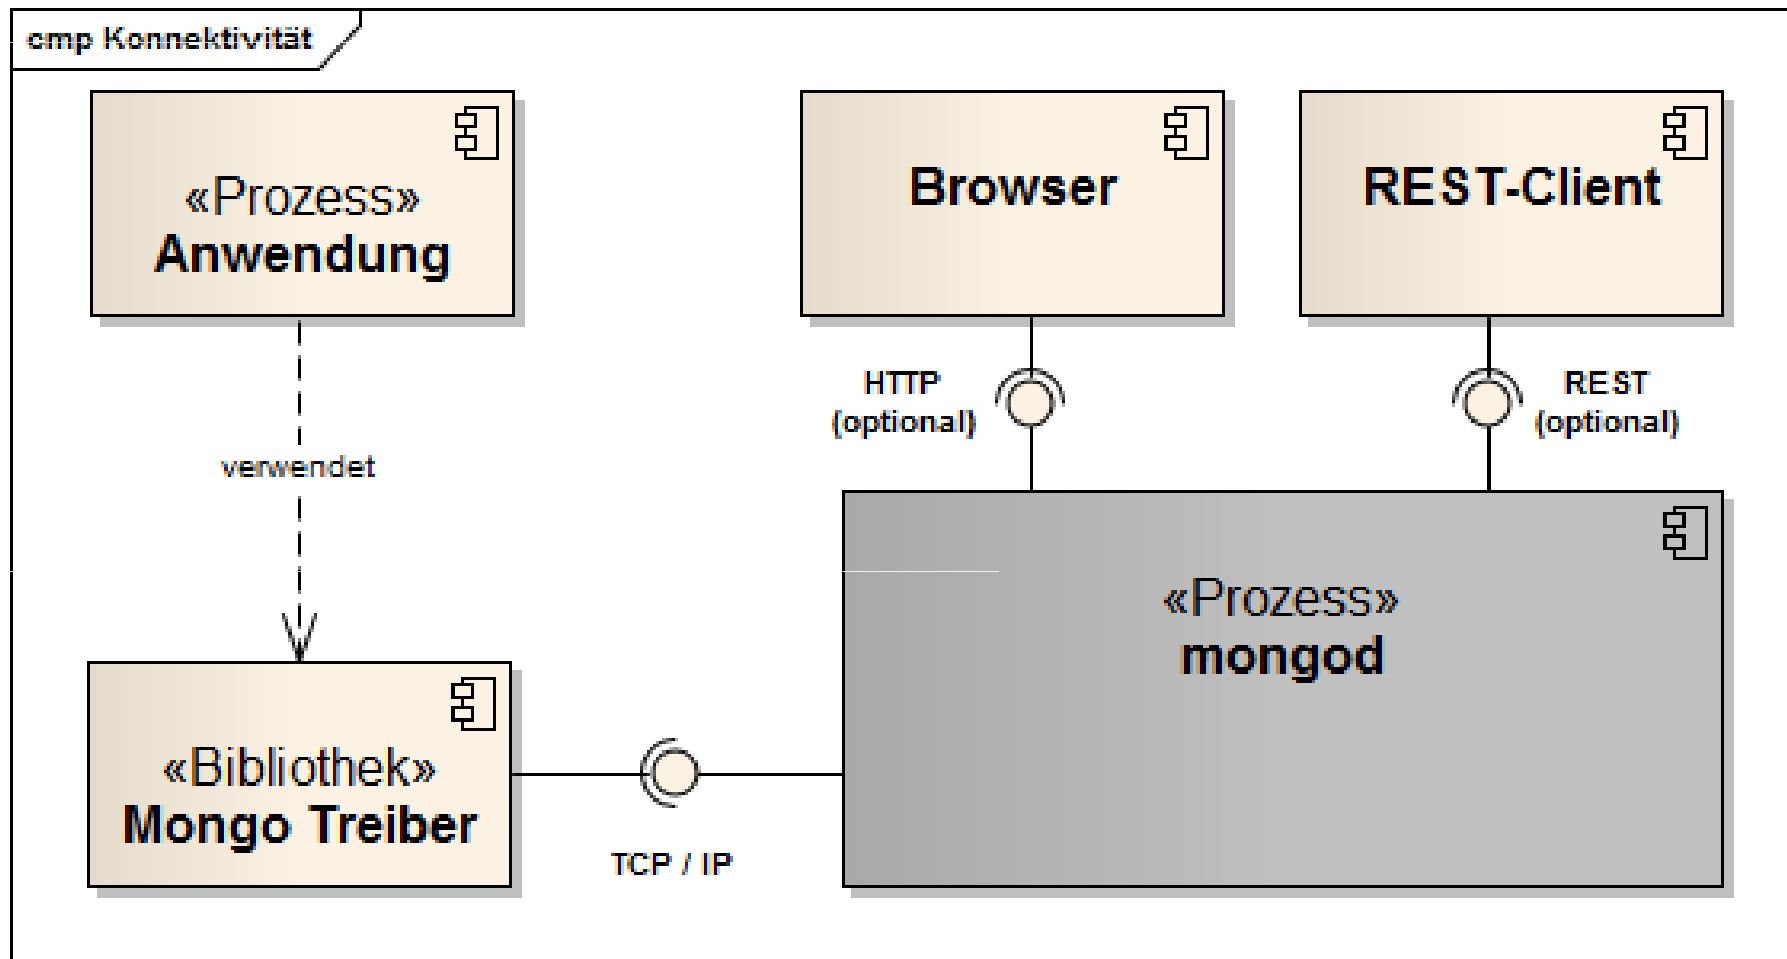 cmp Konnektivität
«Prozess»
Anwendung
Browser
REST-Client
HTTP
(optional)
REST
(optional)
verwendet
«Prozess»
mongod
«Bibliothek»
Mongo Treiber
TCP / IP